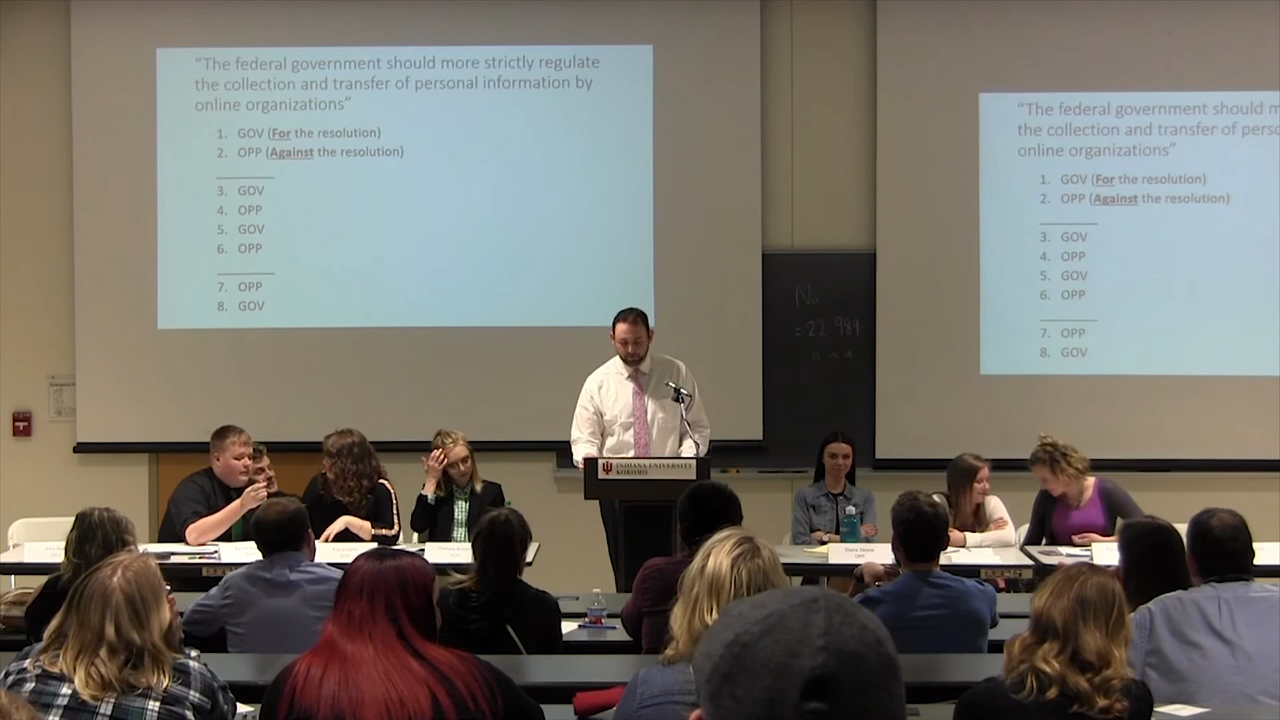 “The federal government should more strictly regulate
the collection and transfer of personal information by
online organizations”
1. GOV (For the resolution)
2. OPP (Against the resolution)
3. GOV
4. OPP
5. GOV
6. OPP
7. OPP
8. GOV
“The federal government should m
the collection and transfer of perso
online organizations”
1. GOV (For the resolution)
2. OPP (Against the resolution)
3. GOV
4. OPP
5. GOV
6. OPP
7. OPP
8. GOV
Na
=22.989
INDIANA UNIVERSITY
KOKOMO
OPP